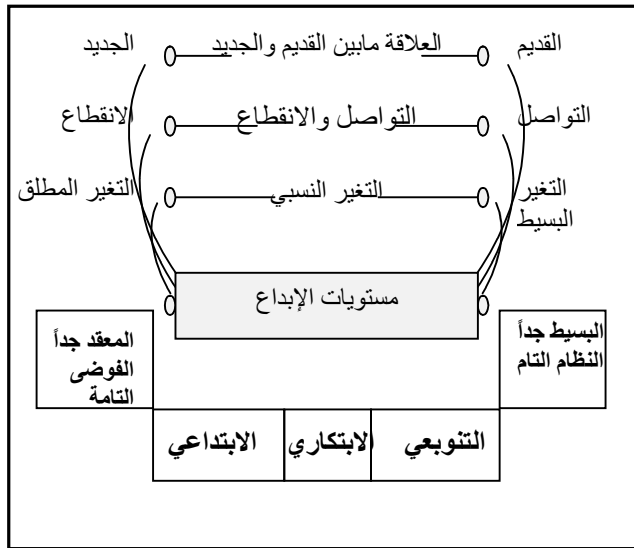 القديم العلاقة مابين القديم والجديد الجديد
التواصل التواصل والانقطاع الانقطاع
التغير البسيط التغير النسبي التغير المطلق
مستويات الإبداع
البسيط جداً
النظام التام
المعقد جداً
الفوضى
التامة
التنوبعي الابتكاري الابتداعي